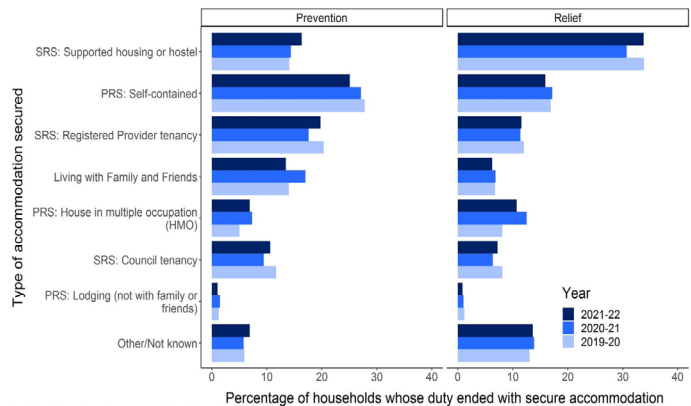 Prevention
Relief
Type of accommodation secured
SRS: Supported housing or hostel
PRS: Self-contained
SRS: Registered Provider tenancy
Living with Family and Friends
PRS: House in multiple occupation
(HMO)
SRS: Council tenancy
PRS: Lodging (not with family or
friends)
Other/Not known
Year
2021-22
2020-21
2019-20
0 10 20 30 40
0 10 20 30 40
Percentage of households whose duty ended with secure accommodation